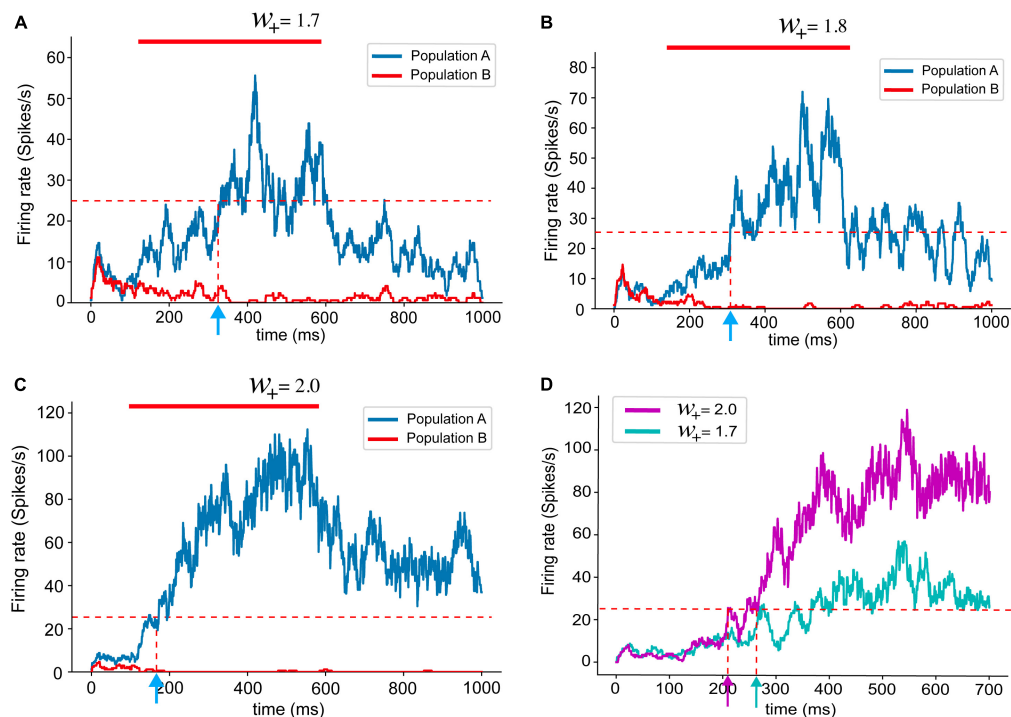 A
W+ = 1.7
Population A
Population B
Firing rate (Spikes/s)
60
50
40
30
20
10
0
0 200 400 600 800 1000
time (ms)
B
W+ = 1.8
Population A
Population B
Firing rate (Spikes/s)
80
70
60
50
40
30
20
10
0
0 200 400 600 800 1000
time (ms)
C
W+ = 2.0
Population A
Population B
Firing rate (Spikes/s)
120
100
80
60
40
20
0
0 200 400 600 800 1000
time (ms)
D
W+ = 2.0
W+ = 1.7
Firing rate (Spikes/s)
120
100
80
60
40
20
0
0 100 200 300 400 500 600 700
time (ms)